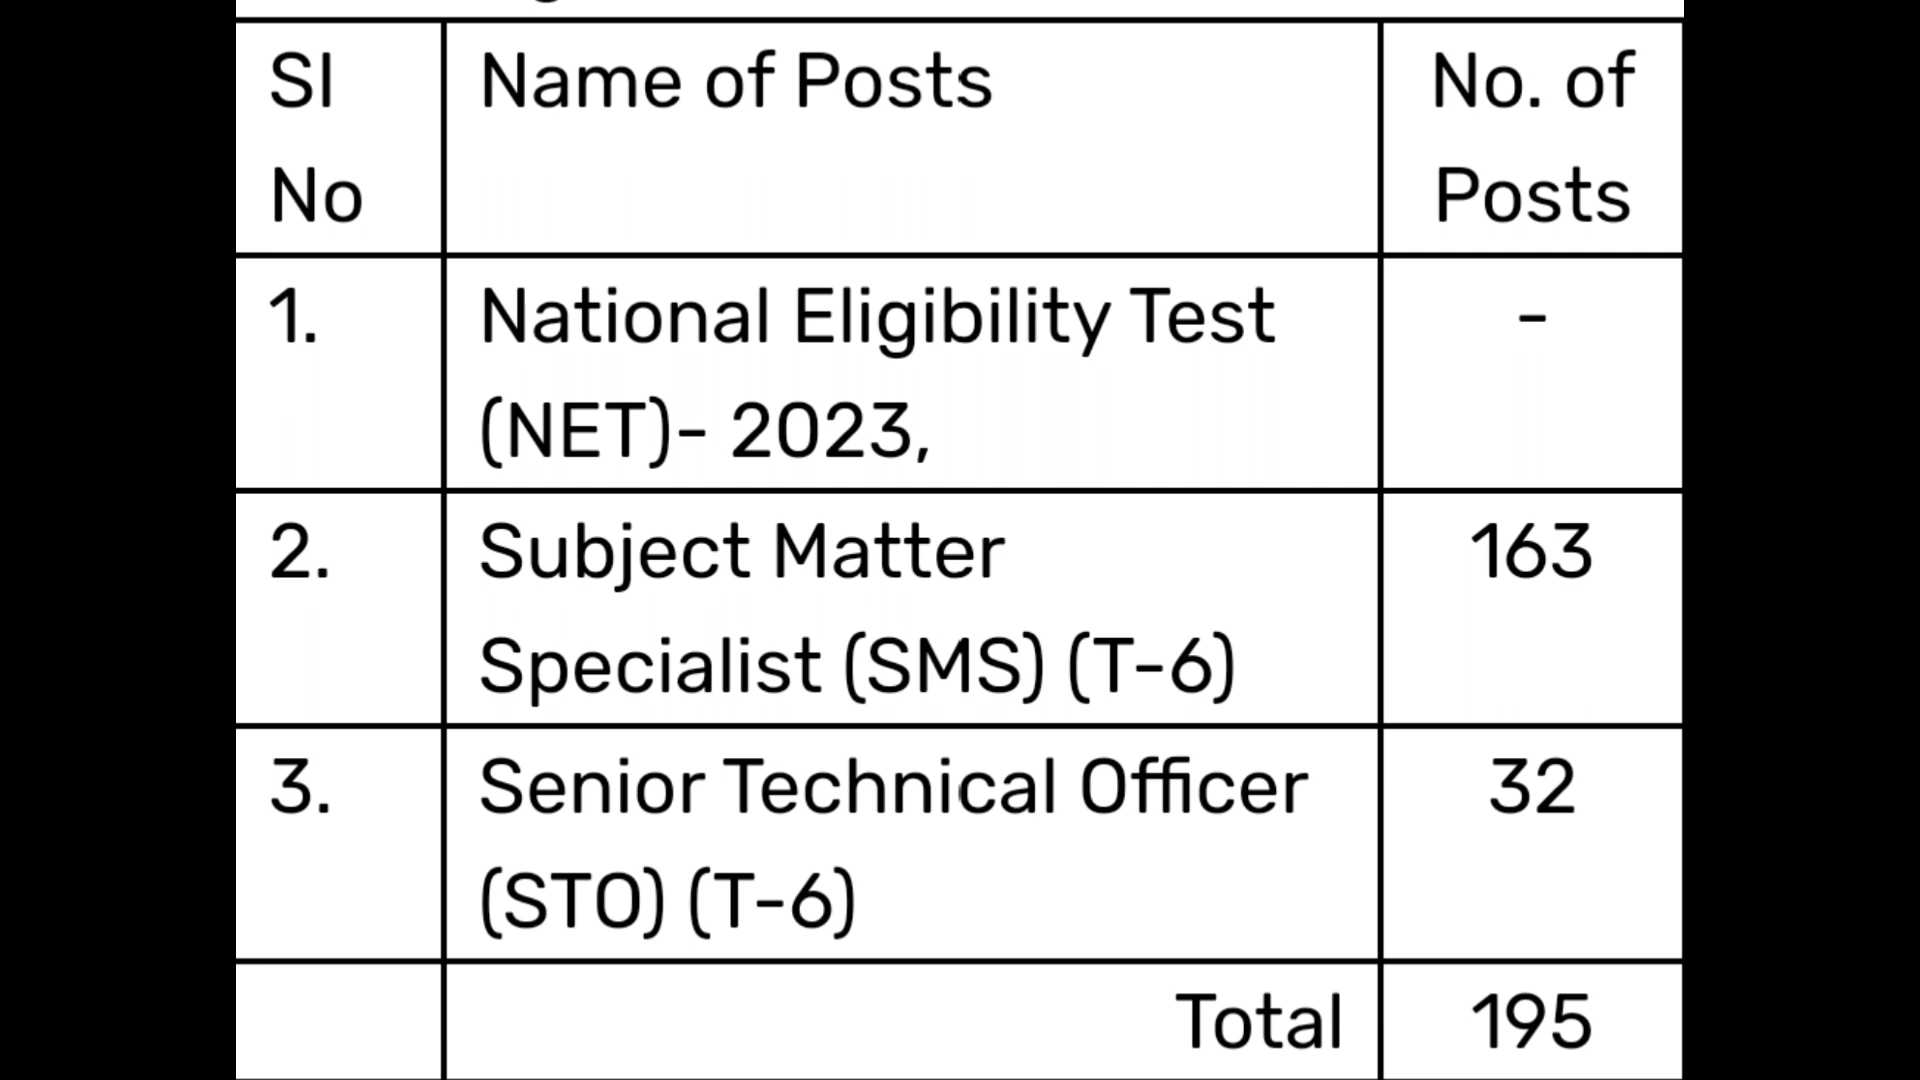 Sl Name of Posts No. of
No Posts
1. National Eligibility Test -
(NET)- 2023,
2. Subject Matter 163
Specialist (SMS) (T-6)
3. Senior Technical Officer 32
(STO) (T-6)
Total 195